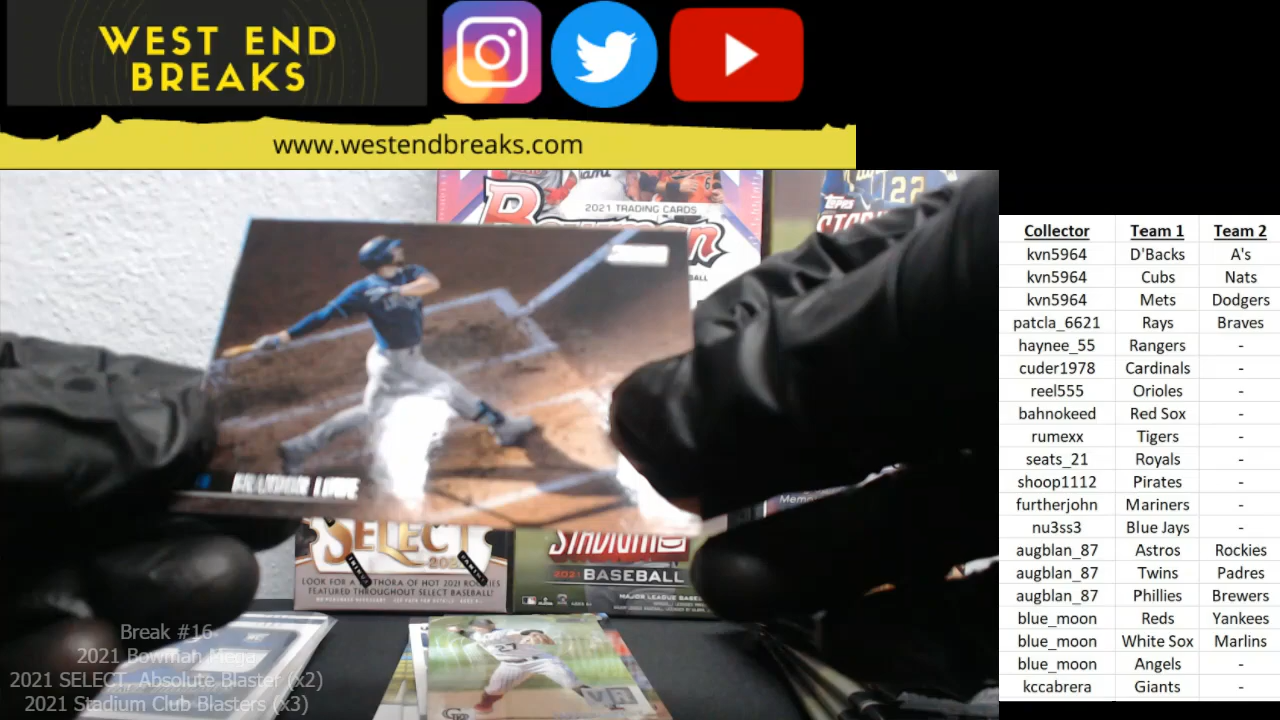 WEST END
BREAKS
www.westendbreaks.com
22
TOPPS
2021 TRADING CARDS
Bowman
BRANDON LOWE
SELECT
LOOK FOR A PLETHORA OF HOT 2021 ROOKIES
FEATURED THROUGHOUT SELECT BASEBALL!
STADIUM
2021 BASEBALL
27
Break #16
2021 Bowman Mega
2021 SELECT, Absolute Blaster (x2)
2021 Stadium Club Blasters (x3)
Collector Team 1 Team 2
kvn5964 D'Backs A's
kvn5964 Cubs Nats
kvn5964 Mets Dodgers
patcla_6621 Rays Braves
haynee_55 Rangers -
cuder1978 Cardinals -
reel555 Orioles -
bahnokeed Red Sox -
rumexx Tigers -
seats_21 Royals -
shoop1112 Pirates -
furtherjohn Mariners -
nu3ss3 Blue Jays -
augblan_87 Astros Rockies
augblan_87 Twins Padres
augblan_87 Phillies Brewers
blue_moon Reds Yankees
blue_moon White Sox Marlins
blue_moon Angels -
kccabrera Giants -